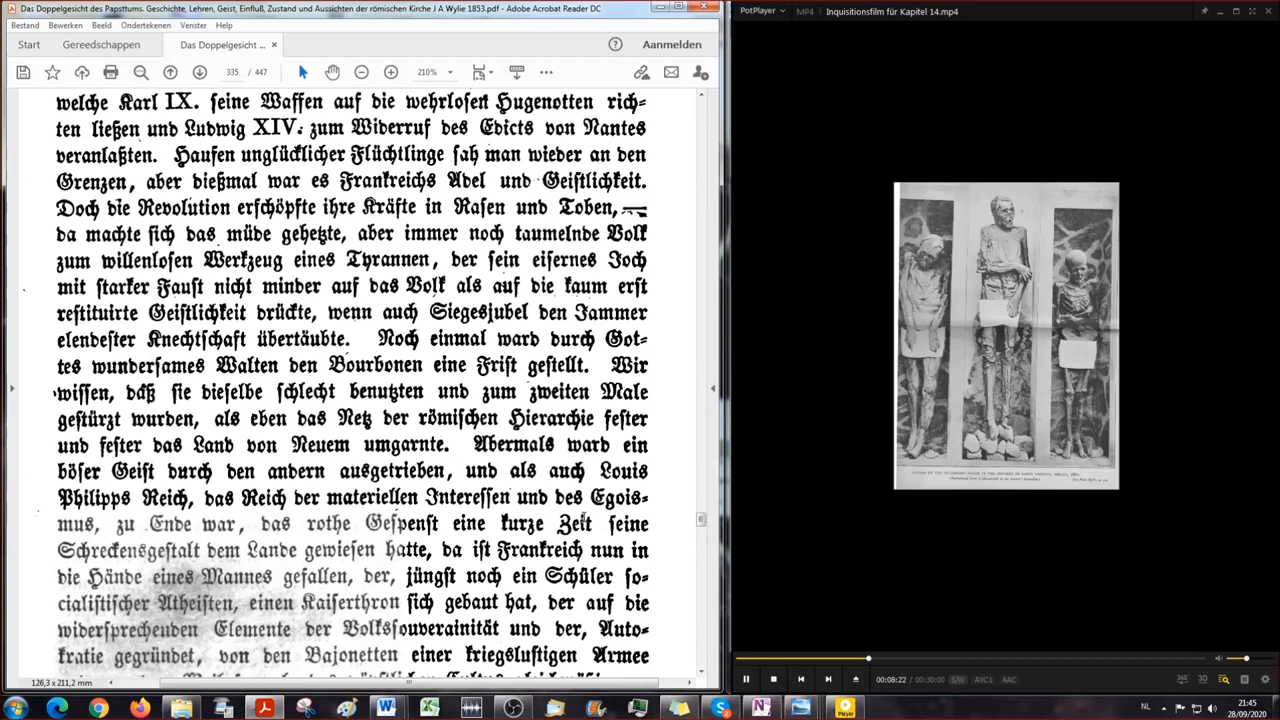 Das Doppelgesicht des Papsttums. Geschichte, Lehren, Geist, Einfluß, Zustand und Aussichten der römischen Kirche J A Wylie 1853.pdf - Adobe Acrobat Reader DC
Bestand Bewerken Beeld Ondertekenen Venster Help
Start Gereedschappen Das Doppelgesicht ... × Anmelden
335 / 447 210%
welche Karl IX. seine Waffen auf die wehrlosen Hugenotten rich-
ten ließen und Ludwig XIV. zum Widerruf des Edicts von Nantes
veranlaßten. Haufen unglücklicher Flüchtlinge sah man wieder an den
Grenzen, aber dießmal war es Frankreichs Adel und Geistlichkeit.
Doch die Revolution erschöpfte ihre Kräfte in Rasen und Toben, —
da machte sich das müde gehetzte, aber immer noch taumelnde Volk
zum willenlosen Werkzeug eines Tyrannen, der sein eisernes Joch
mit starker Faust nicht minder auf das Volk als auf die kaum erst
restituirte Geistlichkeit drückte, wenn auch Siegesjubel den Jammer
elendester Knechtschaft übertäubte. Noch einmal ward durch Got-
tes wundersames Walten den Bourbonen eine Frist gestellt. Wir
wissen, daß sie dieselbe schlecht benutzten und zum zweiten Male
gestürzt wurden, als eben das Netz der römischen Hierarchie fester
und fester das Land von Neuem umgarnte. Abermals ward ein
böser Geist durch den andern ausgetrieben, und als auch Louis
Philipps Reich, das Reich der materiellen Interessen und des Egois-
mus, zu Ende war, das rothe Gespenst eine kurze Zeit seine
Schreckensgestalt dem Lande gewiesen hatte, da ist Frankreich nun in
die Hände eines Mannes gefallen, der, jüngst noch ein Schüler so-
cialistischer Atheisten, einen Kaiserthron sich gebaut hat, der auf die
widersprechenden Elemente der Volkssouverainität und der, Auto-
kratie gegründet, von den Bajonetten einer kriegslustigen Armee
126,3 x 211,2 mm
PotPlayer MP4 Inquisitionsfilm für Kapitel 14.mp4
00:08:22 / 00:30:00 S/W AVC1 AAC
360° 3D
NL 21:45
28/09/2020